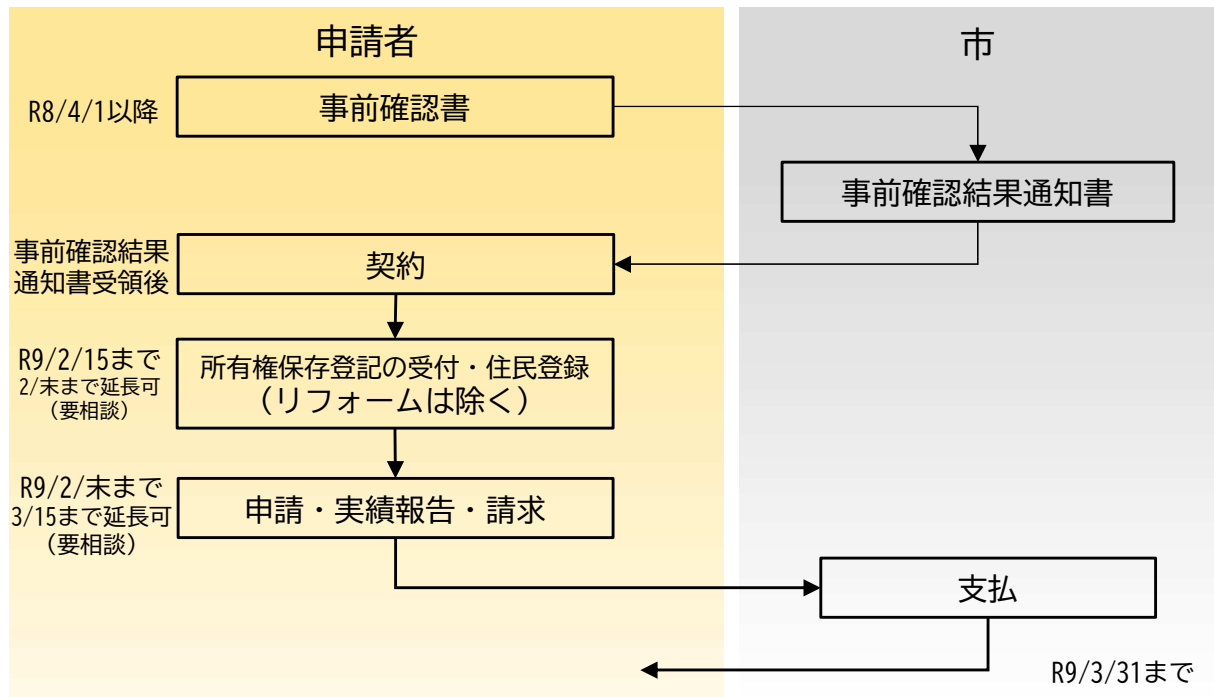 申請者
市
R8/4/1以降
事前確認書
事前確認結果通知書
事前確認結果
通知書受領後
契約
R9/2/15まで
2/末まで延長可
（要相談）
所有権保存登記の受付・住民登録
（リフォームは除く）
R9/2/末まで
3/15まで延長可
（要相談）
申請・実績報告・請求
支払
R9/3/31まで